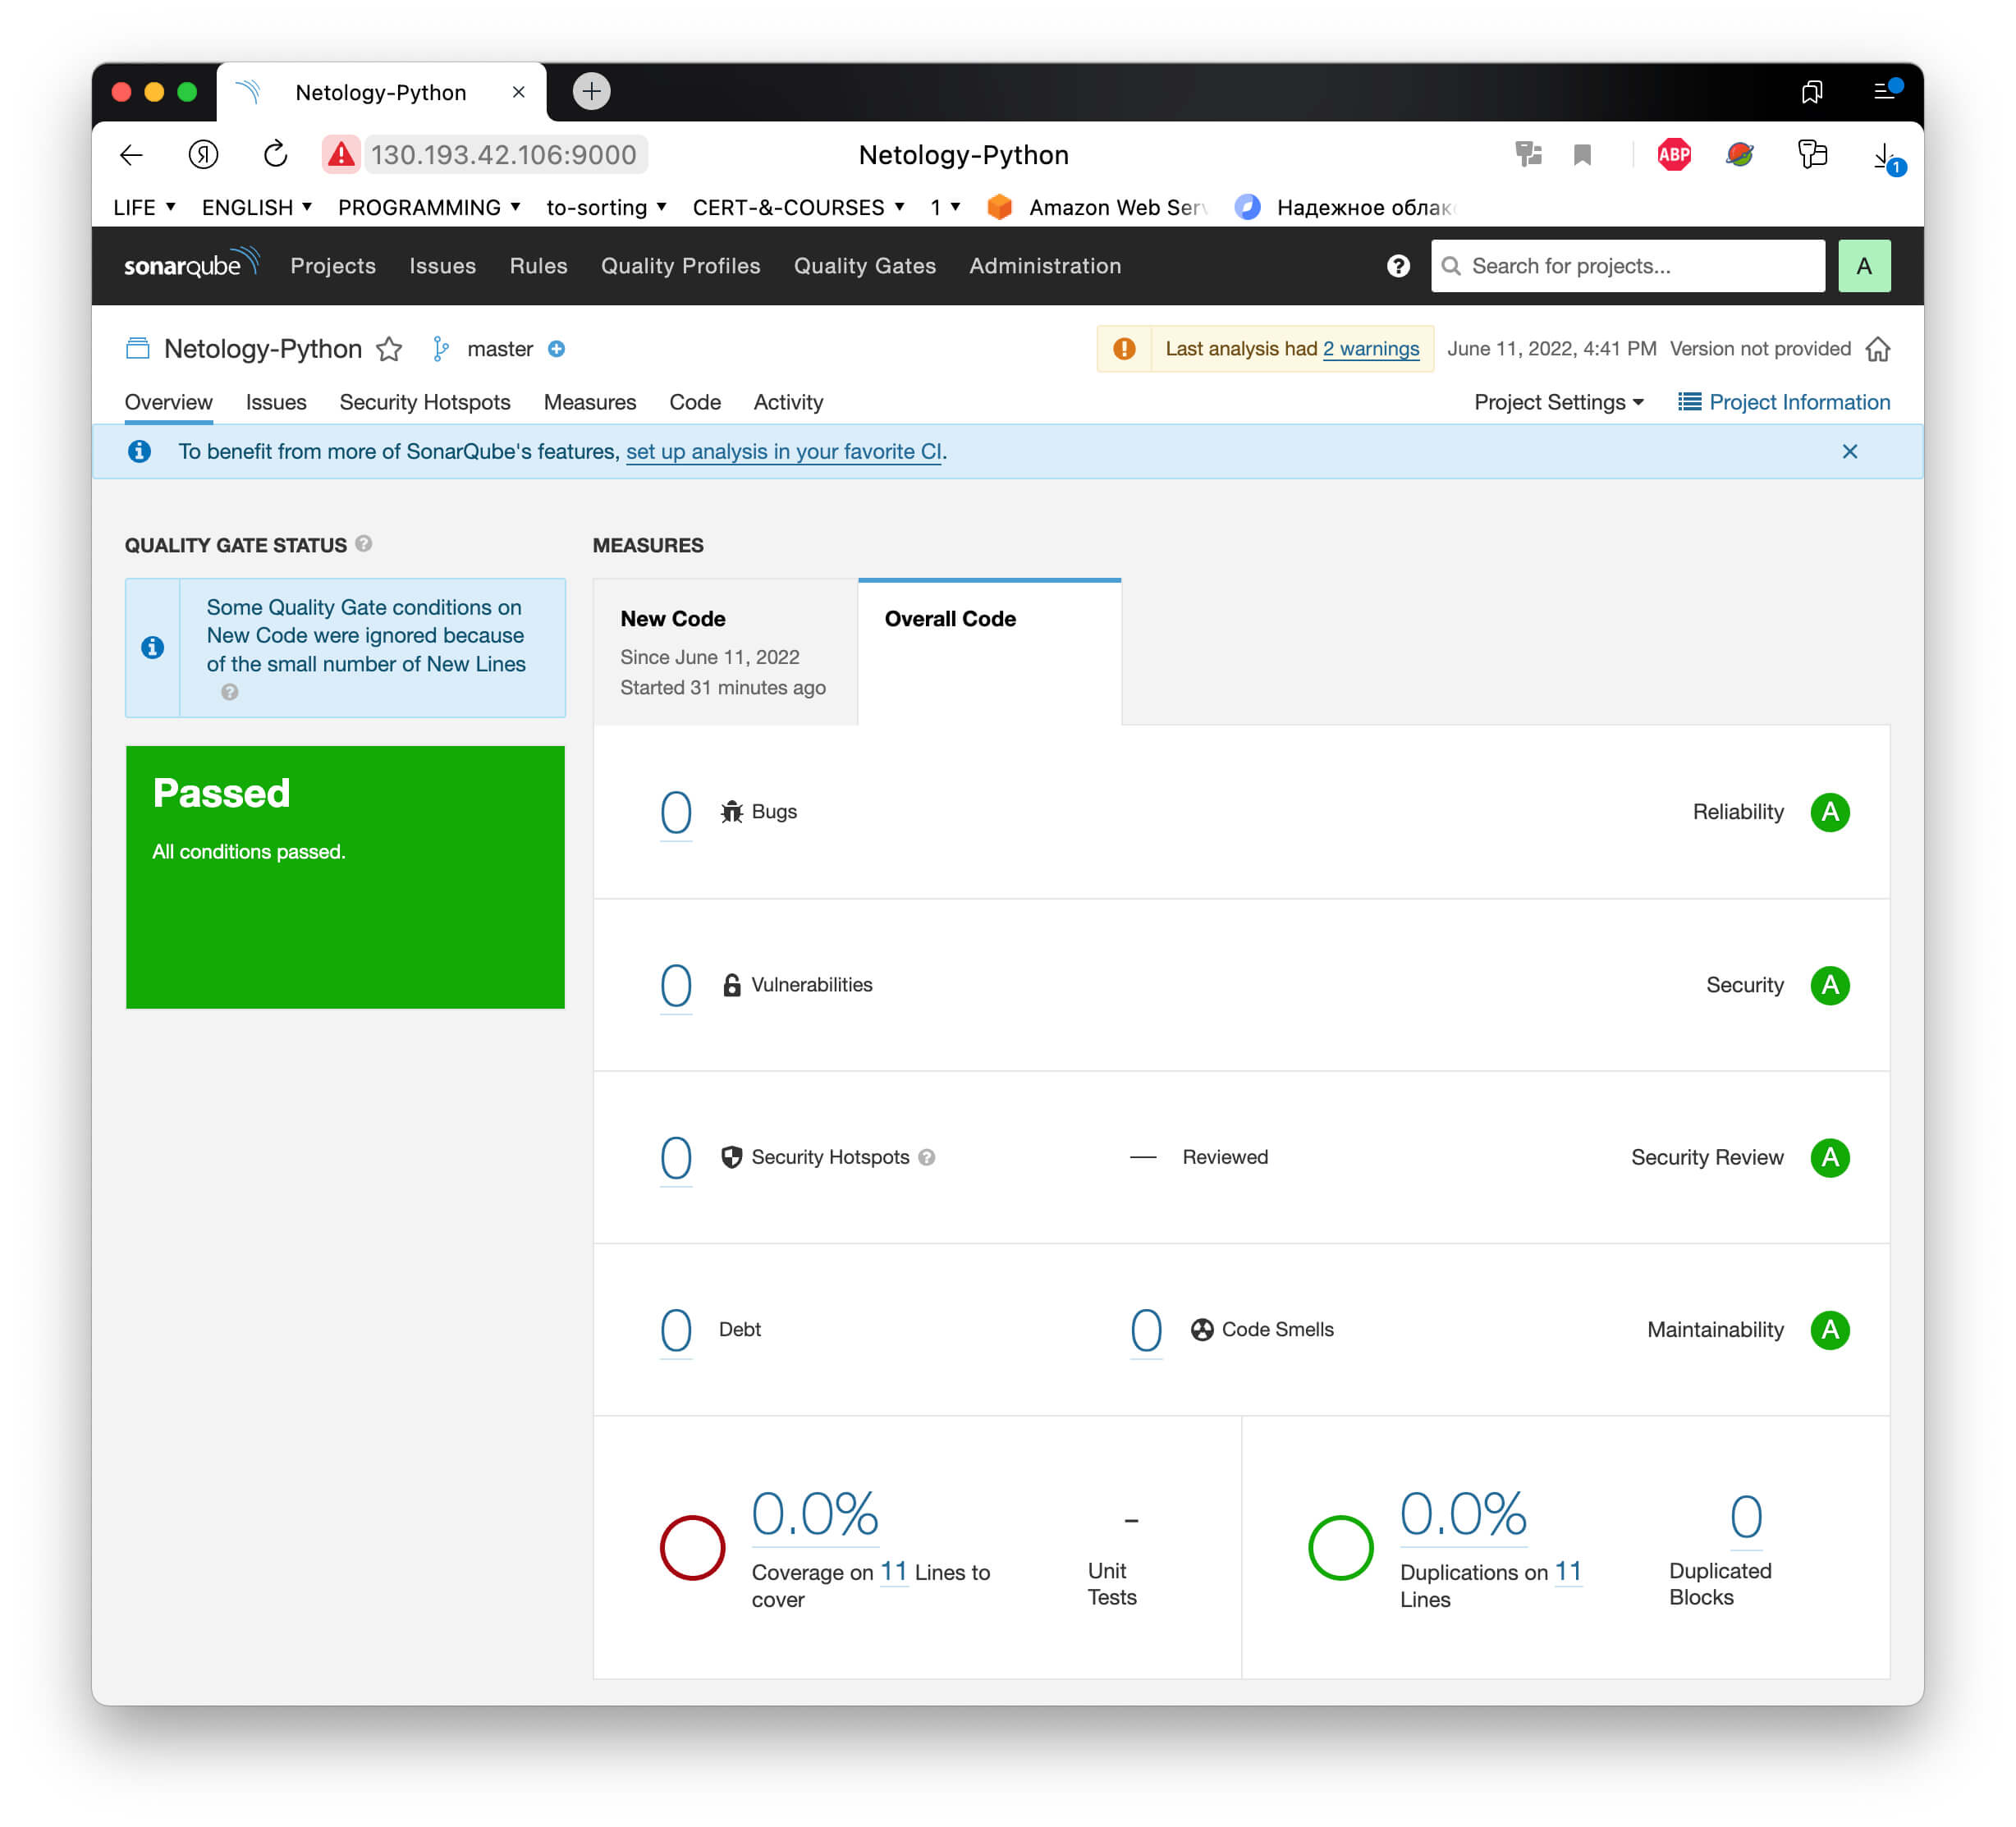 Netology-Python
Я 130.193.42.106:9000 Netology-Python ABP 1
LIFE ENGLISH PROGRAMMING to-sorting CERT-&-COURSES 1 Amazon Web Надежное
sonarqube Projects Issues Rules Quality Profiles Quality Gates Administration ? Search for projects... A
Netology-Python master Last analysis had 2 warnings June 11, 2022, 4:41 PM Version not provided
Overview Issues Security Hotspots Measures Code Activity Project Settings Project Information
To benefit from more of SonarQube's features, set up analysis in your favorite CI.
QUALITY GATE STATUS ?
Some Quality Gate conditions on
New Code were ignored because
of the small number of New Lines
?
Passed
All conditions passed.
MEASURES
New Code
Since June 11, 2022
Started 31 minutes ago
Overall Code
0 Bugs Reliability A
0 Vulnerabilities Security A
0 Security Hotspots ? — Reviewed Security Review A
0 Debt 0 Code Smells Maintainability A
0.0%
Coverage on 11 Lines to
cover
-
Unit
Tests
0.0%
Duplications on 11
Lines
0
Duplicated
Blocks